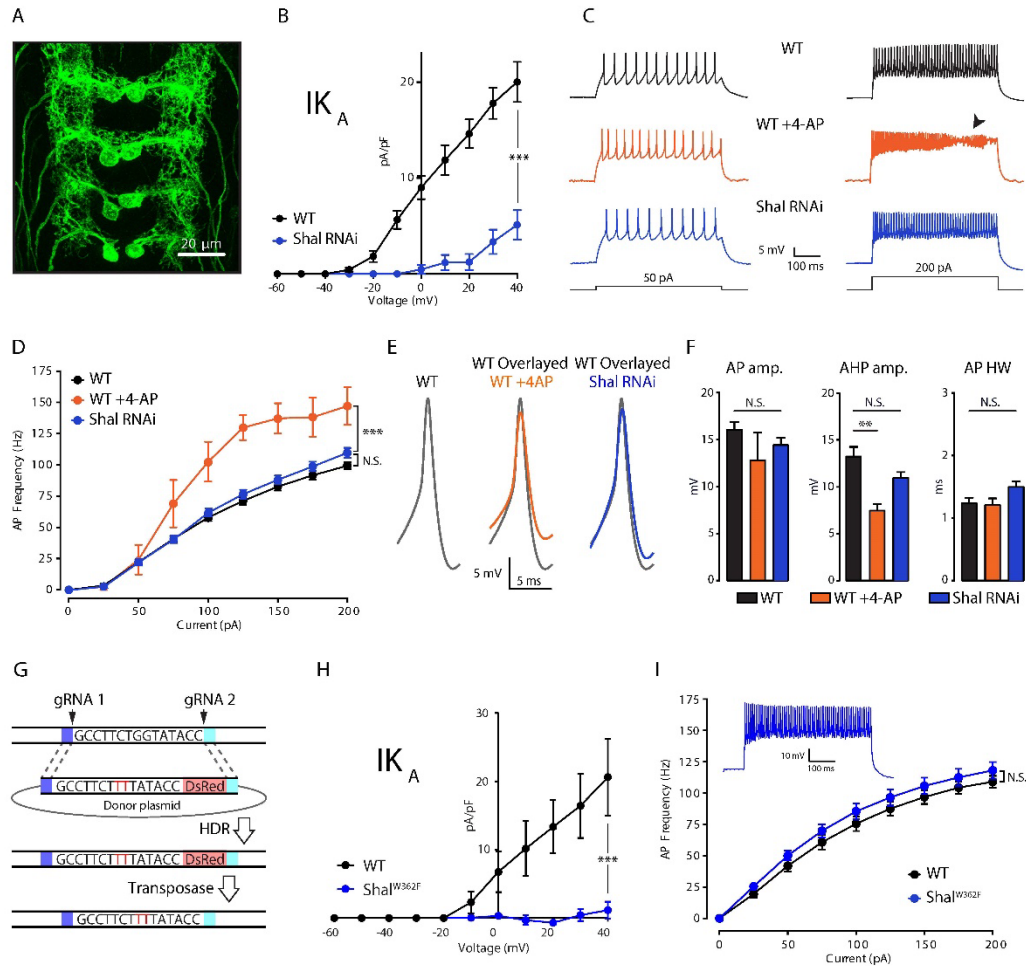 A
20 µm
B
IK A
pA/pF
20
10
***
WT
Shal RNAi
-60 -40 -20 0 20 40
Voltage (mV)
C
WT
WT +4-AP
Shal RNAi
5 mV
100 ms
50 pA
200 pA
D
WT
WT +4-AP
Shal RNAi
AP Frequency (Hz)
175
150
125
100
75
50
25
0
***
N.S.
0 50 100 150 200
Current (pA)
E
WT
WT Overlayed
WT +4AP
WT Overlayed
Shal RNAi
5 mV
5 ms
F
AP amp.
N.S.
mV
20
15
10
5
0
AHP amp.
N.S.
**
mV
20
15
10
5
0
AP HW
N.S.
ms
3
2
1
0
WT
WT +4-AP
Shal RNAi
G
gRNA 1
gRNA 2
GCCTTCTGGTATACC
GCCTTCTTTTATACC
DsRed
Donor plasmid
HDR
GCCTTCTTTTATACC
DsRed
Transposase
GCCTTCTTTTATACC
H
IK A
pA/pF
30
20
10
***
WT
Shal W362F
-60 -40 -20 0 20 40
Voltage (mV)
I
AP Frequency (Hz)
175
150
125
100
75
50
25
0
10 mV
100 ms
N.S.
WT
Shal W362F
0 50 100 150 200
Current (pA)